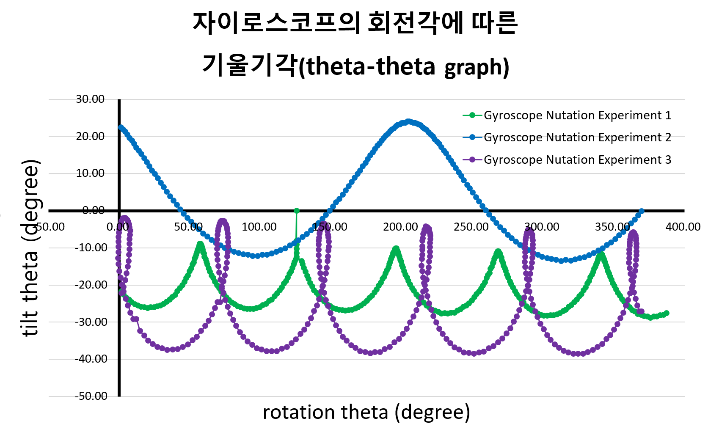 자이로스코프의 회전각에 따른
기울기각(theta-theta graph)
30.00
20.00
10.00
0.00
-10.00
-20.00
-30.00
-40.00
-50.00
50.00
0.00
50.00
100.00
150.00
200.00
250.00
300.00
350.00
400.00
Gyroscope Nutation Experiment 1
Gyroscope Nutation Experiment 2
Gyroscope Nutation Experiment 3
tilt theta (degree)
rotation theta (degree)